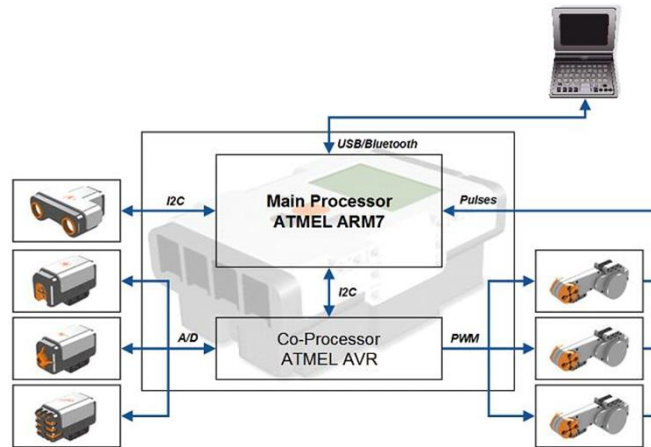 USB/Bluetooth
I2C
Main Processor
ATMEL ARM7
Pulses
I2C
A/D
Co-Processor
ATMEL AVR
PWM